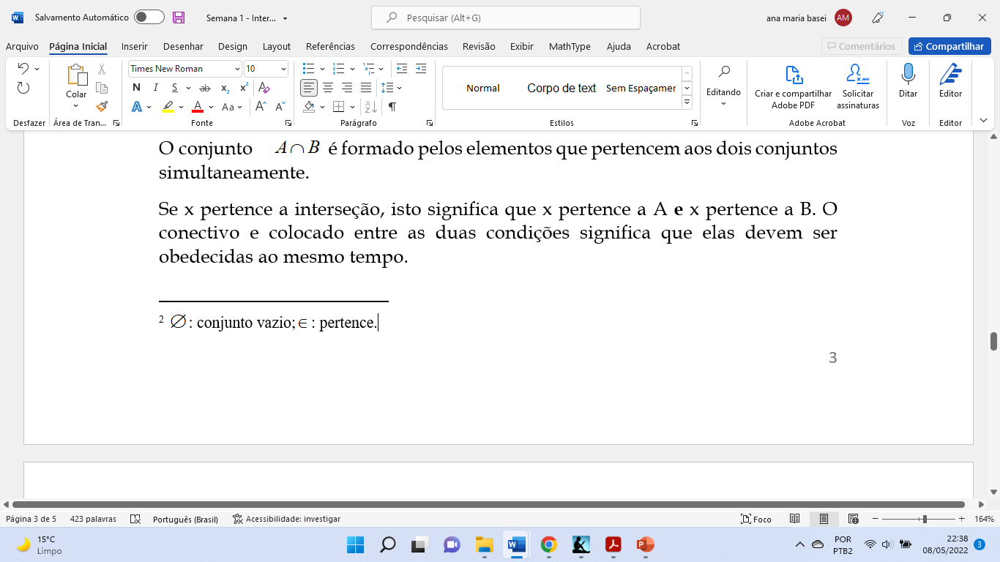 Salvamento Automático
Semana 1 - Inter...
Pesquisar (Alt+G)
ana maria basei
AM
Arquivo
Página Inicial
Inserir
Desenhar
Design
Layout
Referências
Correspondências
Revisão
Exibir
MathType
Ajuda
Acrobat
Comentários
Compartilhar
Times New Roman
10
Colar
N I S ab x₂ x²
A A Aa A A
Normal
Corpo de text
Sem Espaçamer
Editando
Criar e compartilhar
Adobe PDF
Solicitar
assinaturas
Ditar
Editor
Desfazer
Área de Tran...
Fonte
Parágrafo
Estilos
Adobe Acrobat
Voz
Editor
O conjunto A∩B é formado pelos elementos que pertencem aos dois conjuntos
simultaneamente.
Se x pertence a interseção, isto significa que x pertence a A e x pertence a B. O
conectivo e colocado entre as duas condições significa que elas devem ser
obedecidas ao mesmo tempo.
² ∅: conjunto vazio; ∈: pertence.
3
Página 3 de 5
423 palavras
Português (Brasil)
Acessibilidade: investigar
Foco
164%
15°C
Limpo
POR
PTB2
22:38
08/05/2022
3